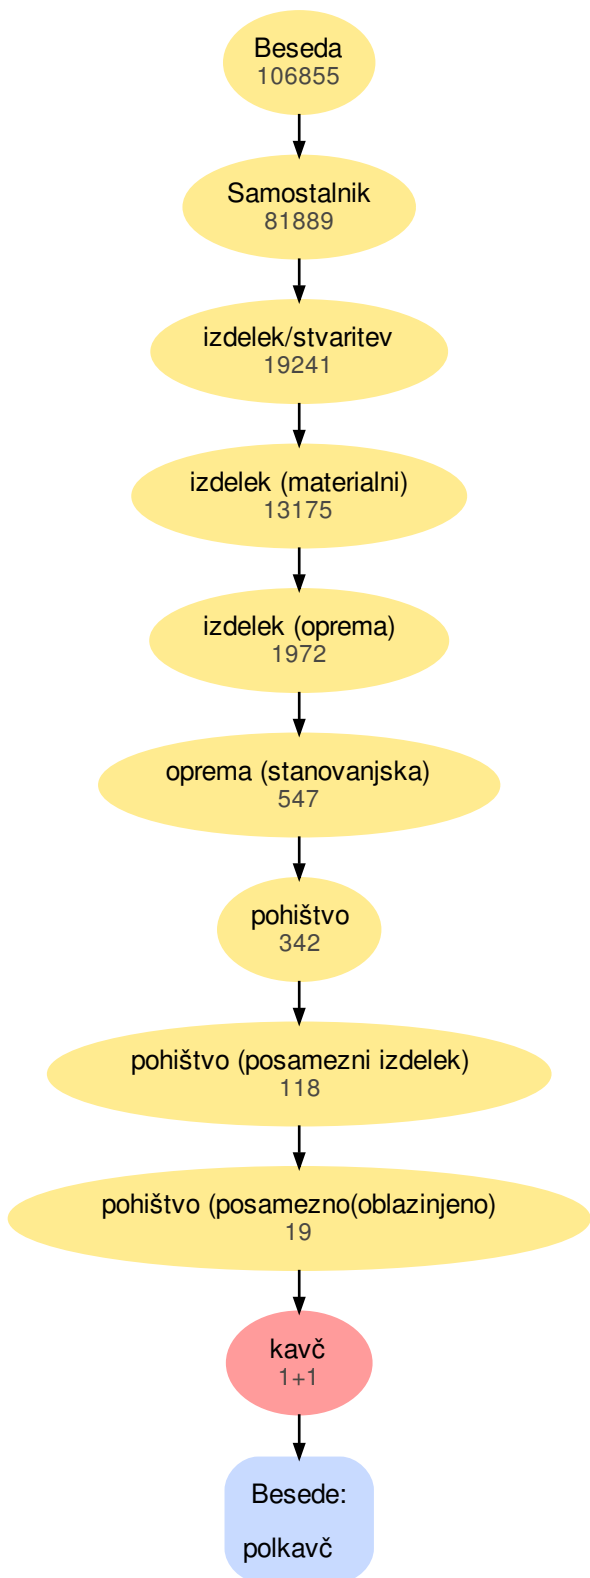 Beseda
106855
Samostalnik
81889
izdelek/stvaritev
19241
izdelek (materialni)
13175
izdelek (oprema)
1972
oprema (stanovanjska)
547
pohištvo
342
pohištvo (posamezni izdelek)
118
pohištvo (posamezno(oblazinjeno)
19
kavč
1+1
Besede:
polkavč